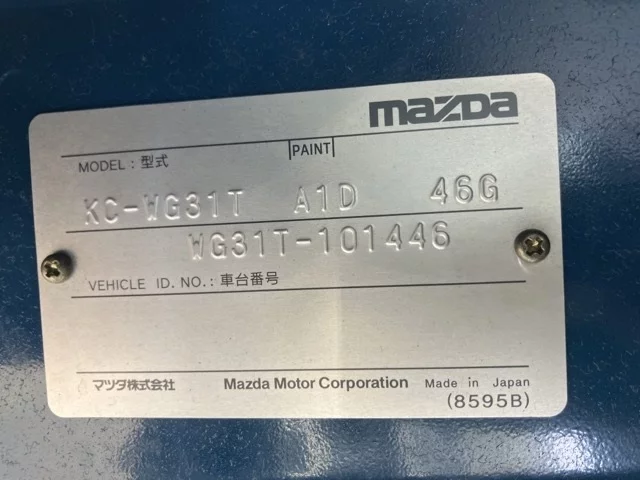 mazda
MODEL : 型式 PAINT
KC-WG31T A1D 46G
WG31T-101446
VEHICLE ID. NO. : 車台番号
マツダ株式会社 Mazda Motor Corporation Made in Japan
(8595B)